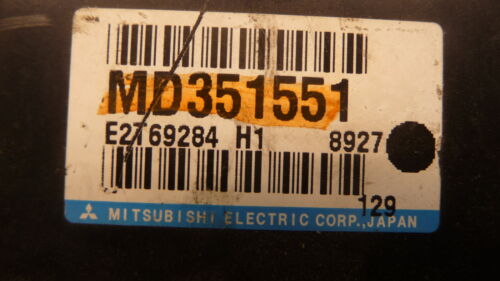 MD351551
E2T69284 H1 8927
129
MITSUBISHI ELECTRIC CORP.,JAPAN